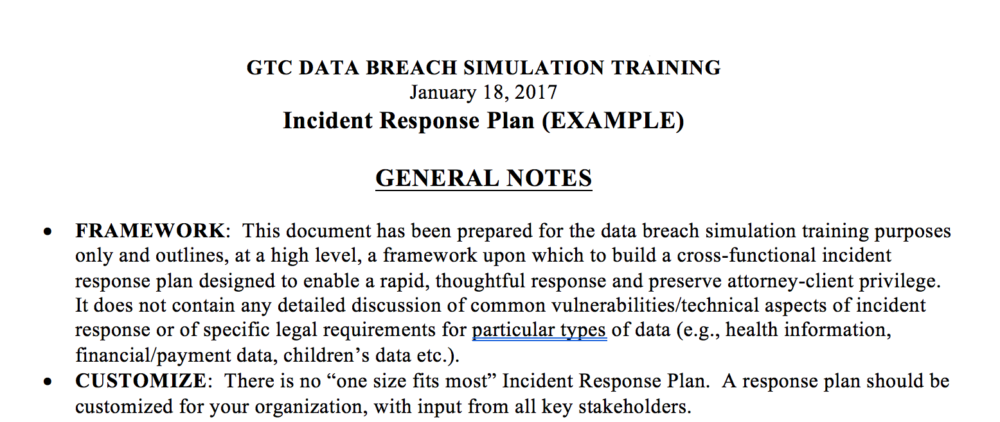 GTC DATA BREACH SIMULATION TRAINING
January 18, 2017
Incident Response Plan (EXAMPLE)
GENERAL NOTES
• FRAMEWORK: This document has been prepared for the data breach simulation training purposes
only and outlines, at a high level, a framework upon which to build a cross-functional incident
response plan designed to enable a rapid, thoughtful response and preserve attorney-client privilege.
It does not contain any detailed discussion of common vulnerabilities/technical aspects of incident
response or of specific legal requirements for particular types of data (e.g., health information,
financial/payment data, children’s data etc.).
• CUSTOMIZE: There is no “one size fits most” Incident Response Plan. A response plan should be
customized for your organization, with input from all key stakeholders.